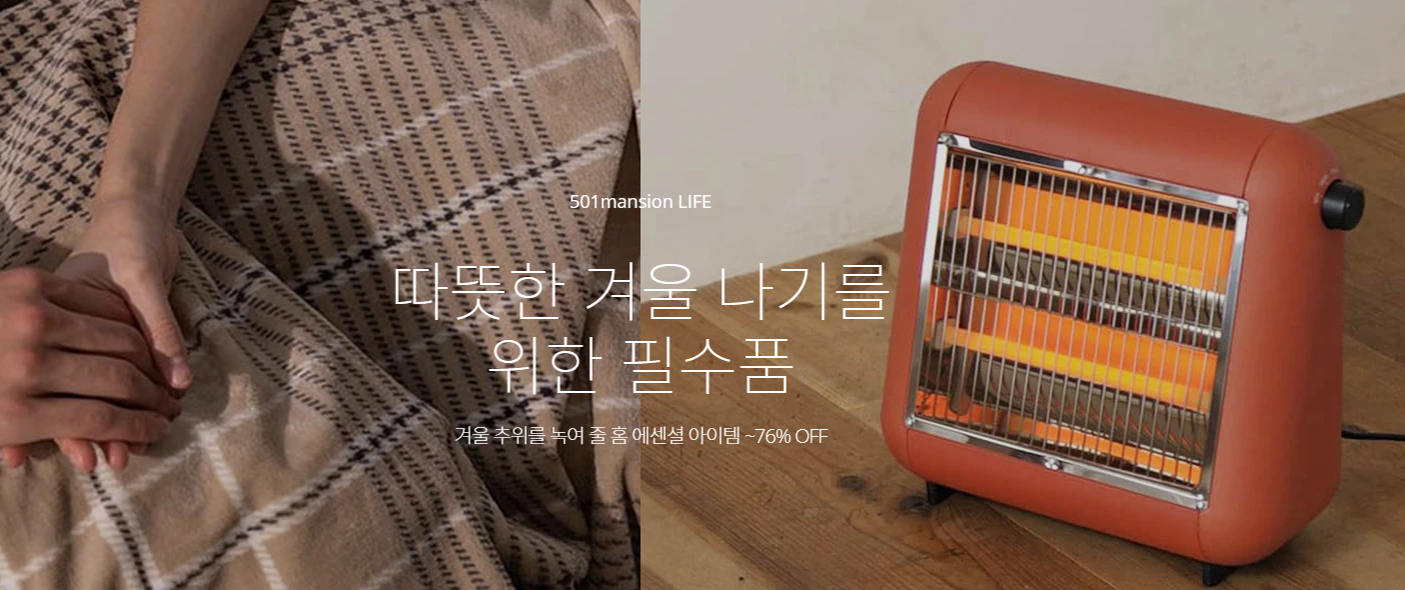 501mansion LIFE
따뜻한 겨울 나기를
위한 필수품
겨울 추위를 녹여 줄 홈 에센셜 아이템 ~76% OFF